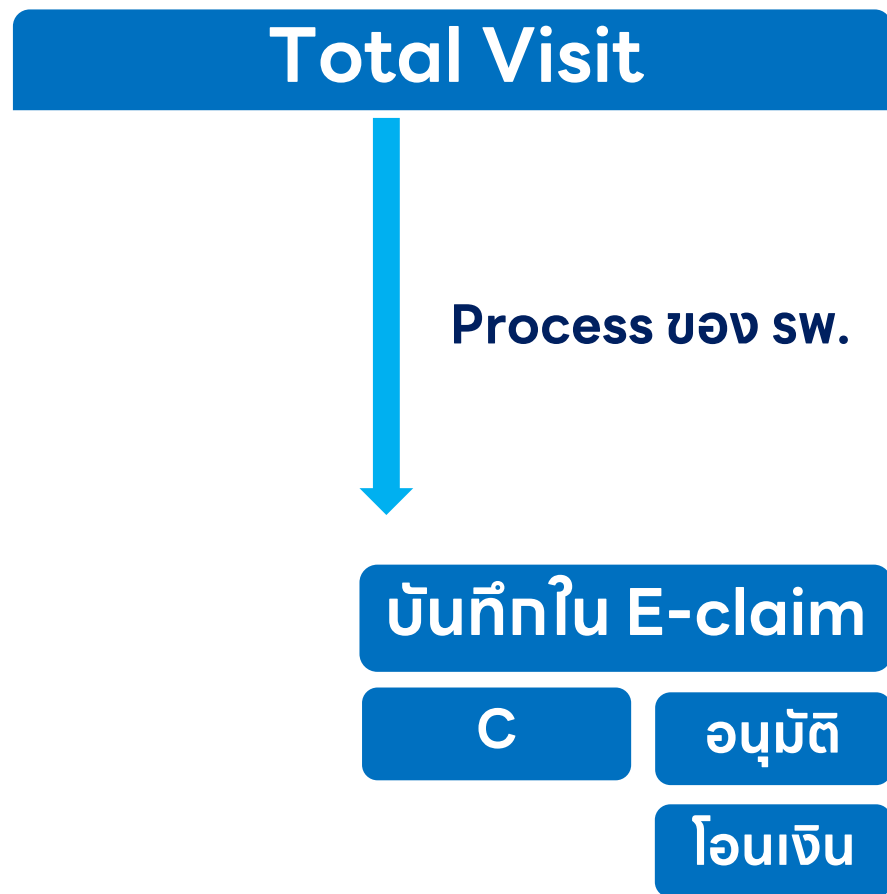 Total Visit
Process ของ รพ.
บันทึกใน E-claim
C
อนุมัติ
โอนเงิน